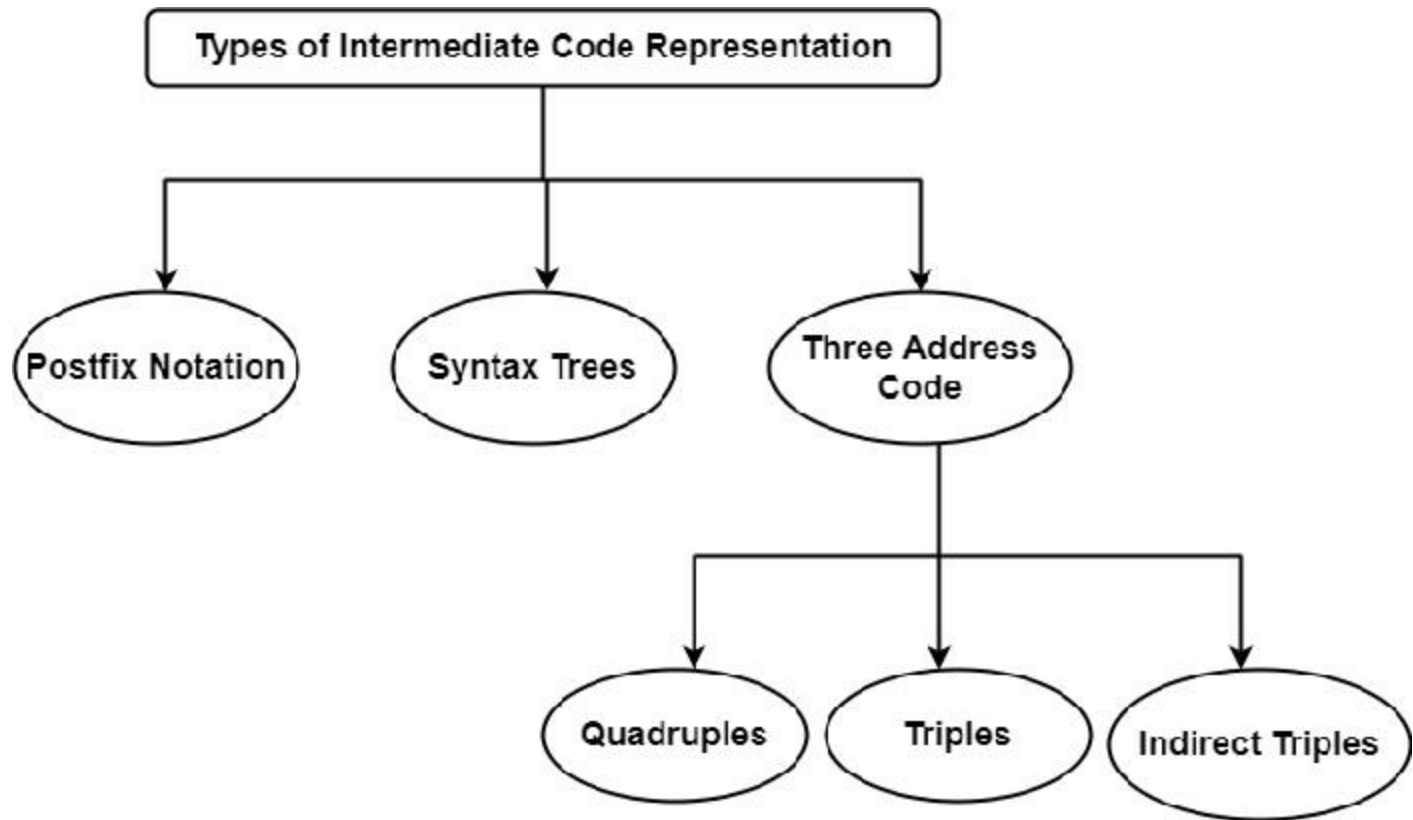 Types of Intermediate Code Representation
Postfix Notation
Syntax Trees
Three Address
Code
Quadruples
Triples
Indirect Triples